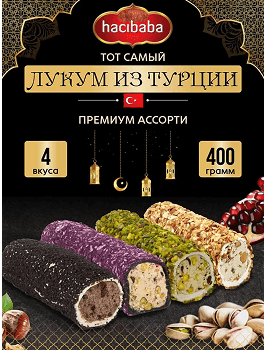 hacıbaba
ТОТ САМЫЙ
ЛУКУМ ИЗ ТУРЦИИ
ПРЕМИУМ АССОРТИ
4
вкуса
400
грамм